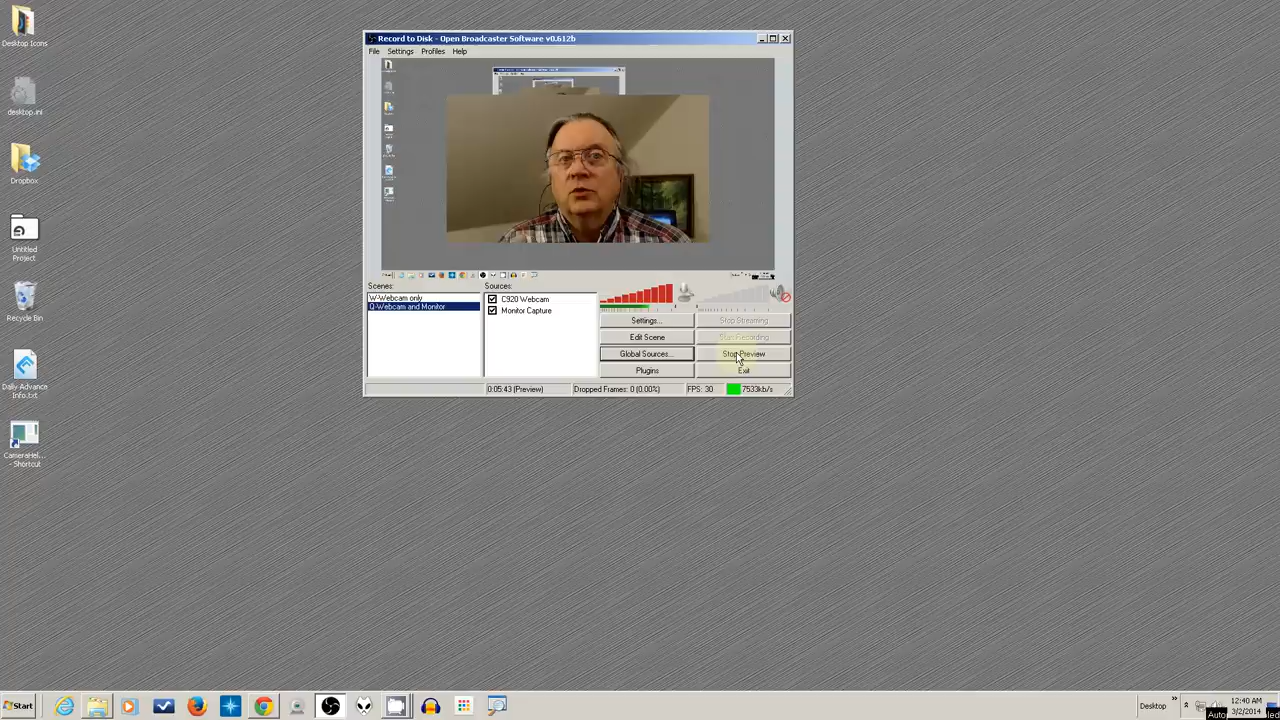 Desktop Icons
desktop.ini
Dropbox
Untitled
Project
Recycle Bin
Daily Advance
Info.txt
CameraHel...
- Shortcut
Record to Disk - Open Broadcaster Software v0.612b
File Settings Profiles Help
Scenes:
W-Webcam only
Q-Webcam and Monitor
Sources:
C920 Webcam
Monitor Capture
Settings... Stop Streaming
Edit Scene Start Recording
Global Sources... Stop Preview
Plugins Exit
0:05:43 (Preview) Dropped Frames: 0 (0.00%) FPS: 30 7533kb/s
Start
Desktop
12:40 AM
3/2/2014